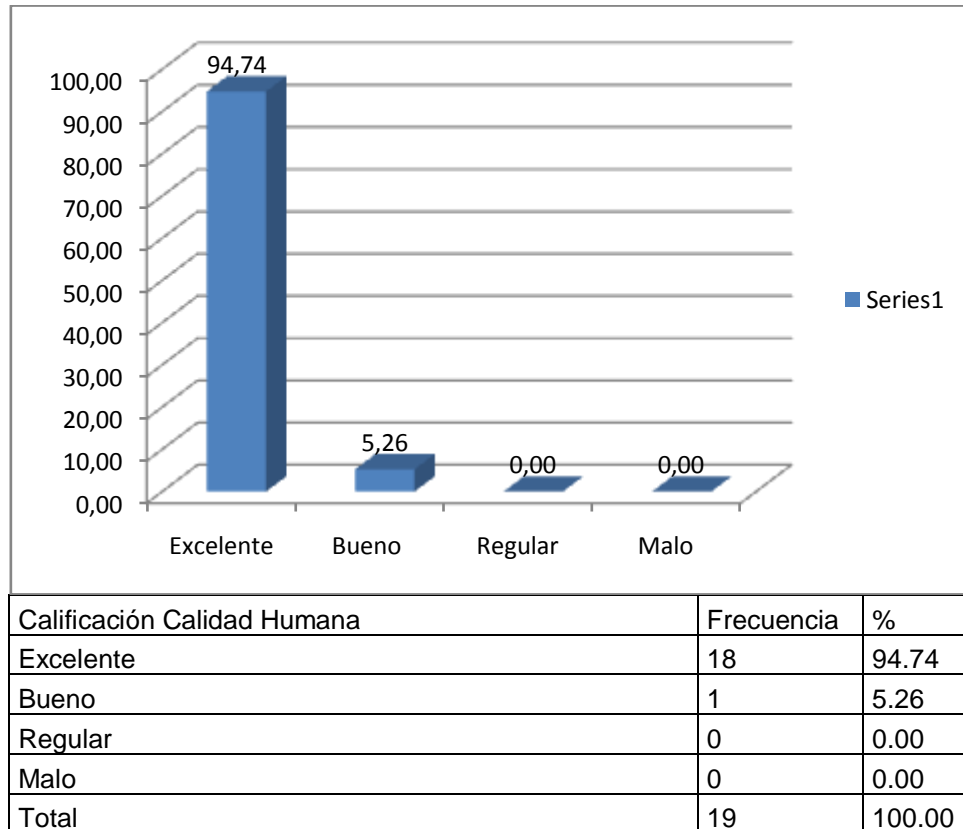 94,74
100,00
90,00
80,00
70,00
60,00
50,00
40,00
30,00
20,00
10,00
0,00
5,26
0,00
0,00
Series1
Excelente Bueno Regular Malo
Calificación Calidad Humana Frecuencia %
Excelente 18 94.74
Bueno 1 5.26
Regular 0 0.00
Malo 0 0.00
Total 19 100.00